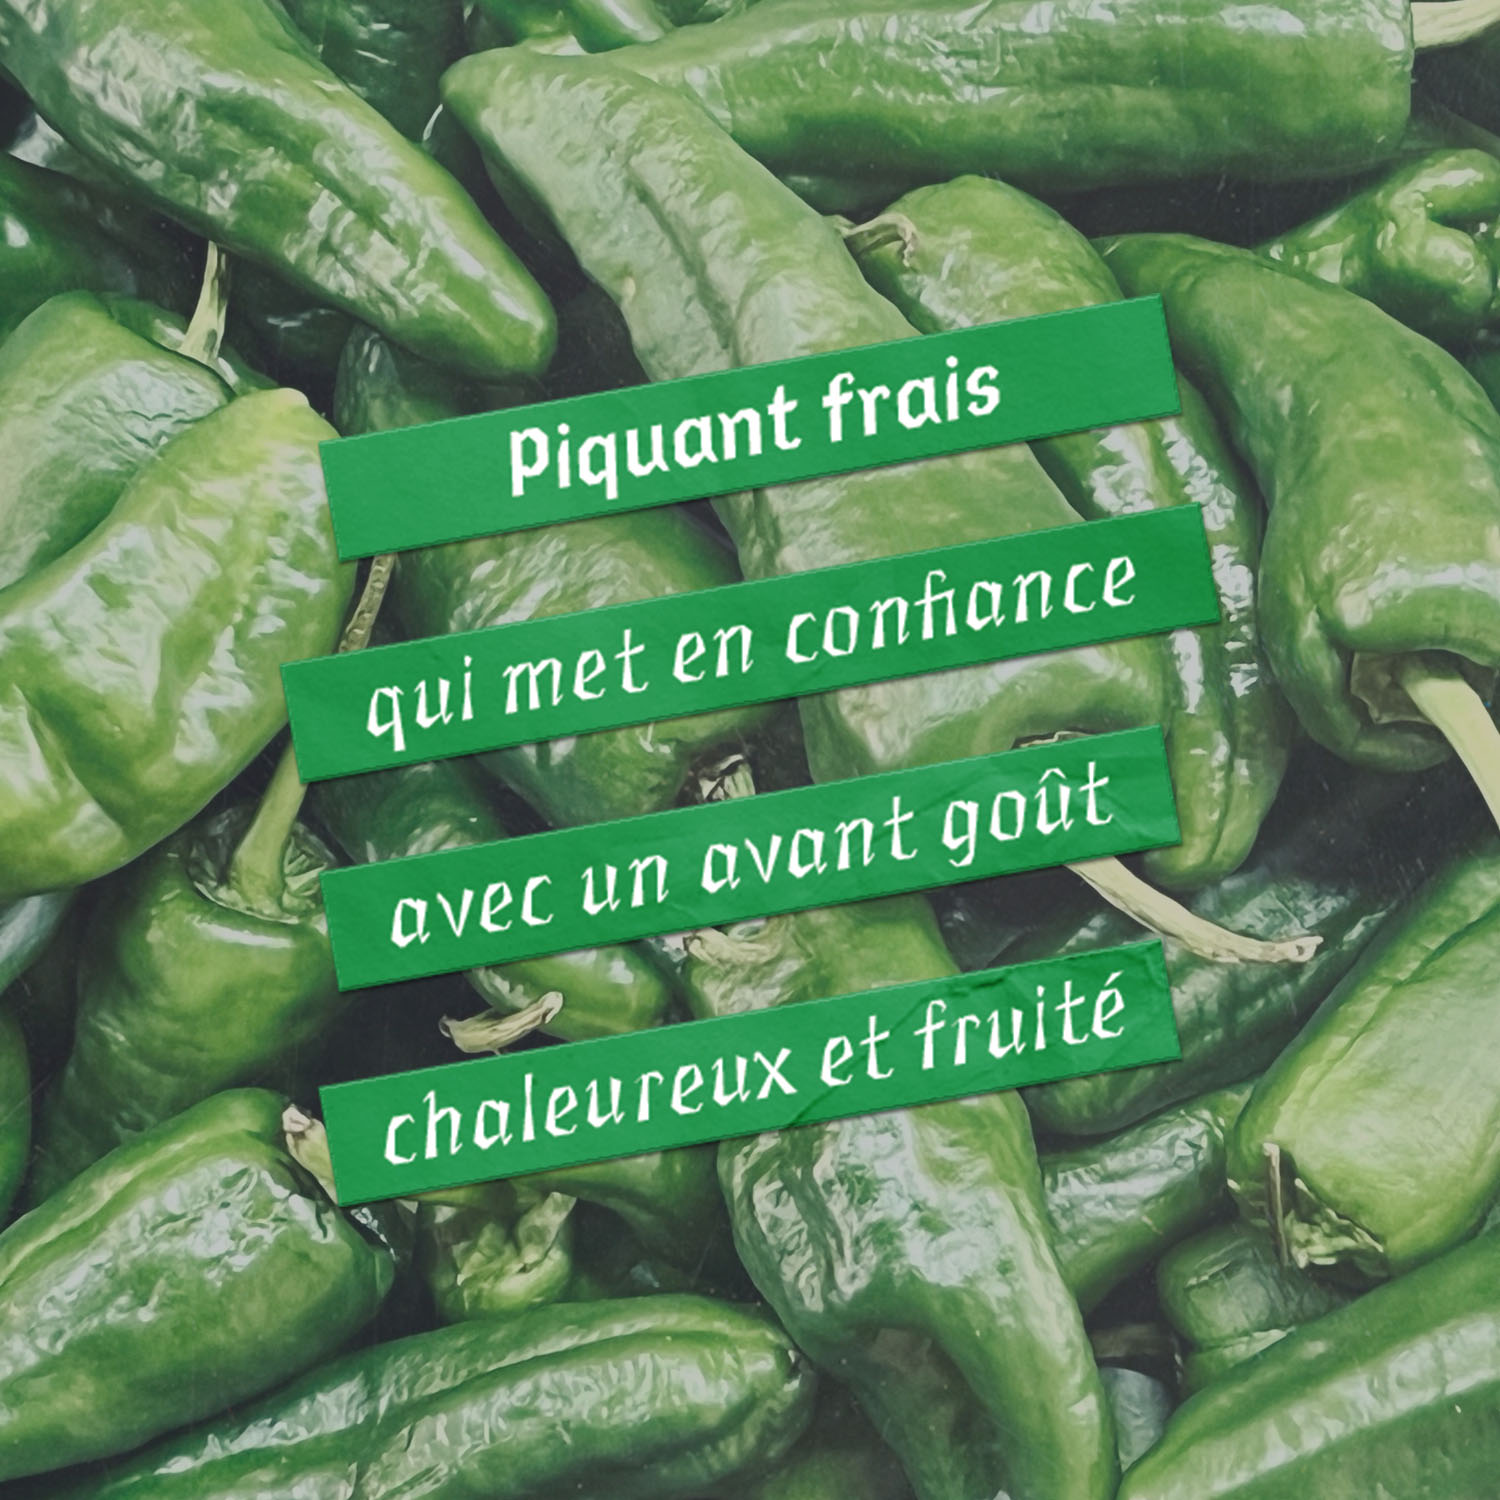 Piquant frais
qui met en confiance
avec un avant goût
chaleureux et fruité